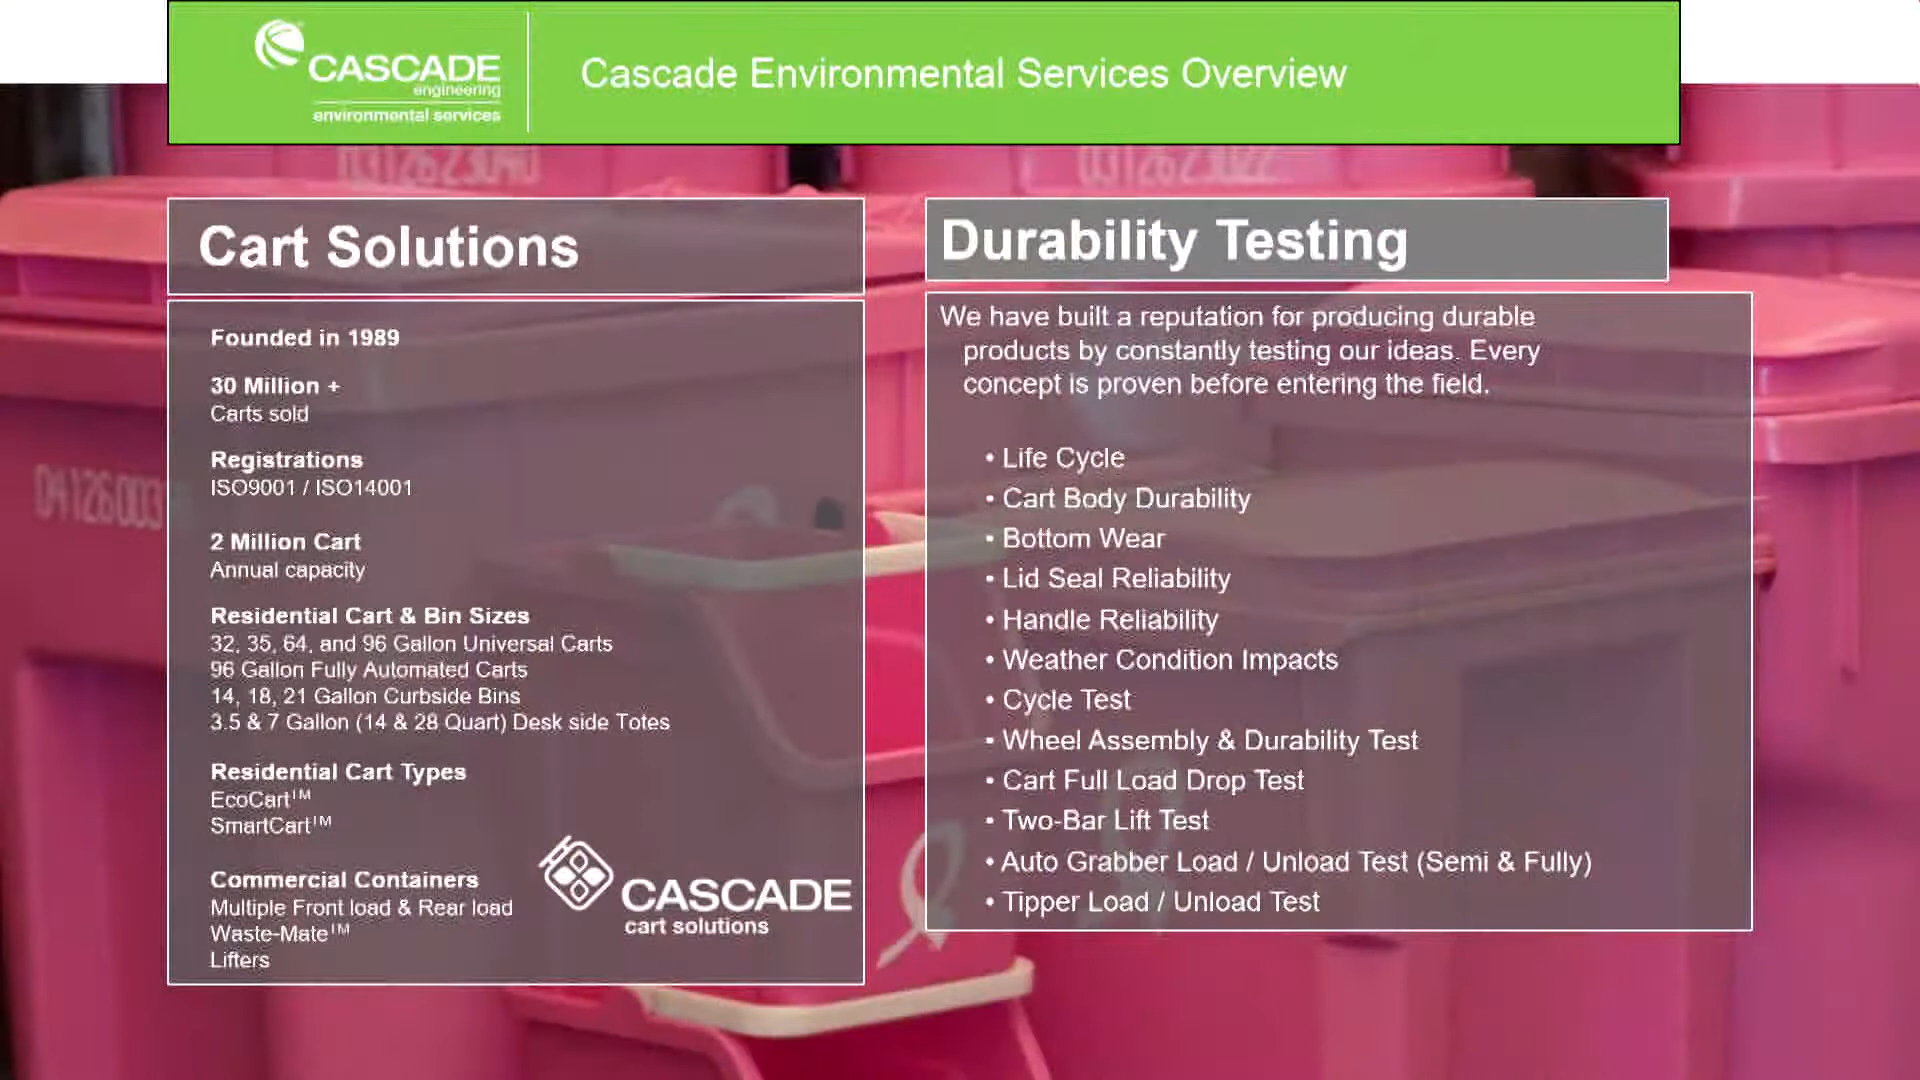 CASCADE
engineering
environmental services
Cascade Environmental Services Overview
0312623040
0312623022
Cart Solutions
Founded in 1989
30 Million +
Carts sold
Registrations
ISO9001 / ISO14001
2 Million Cart
Annual capacity
Residential Cart & Bin Sizes
32, 35, 64, and 96 Gallon Universal Carts
96 Gallon Fully Automated Carts
14, 18, 21 Gallon Curbside Bins
3.5 & 7 Gallon (14 & 28 Quart) Desk side Totes
Residential Cart Types
EcoCart™
SmartCart™
Commercial Containers
Multiple Front load & Rear load
Waste-Mate™
Lifters
CASCADE
cart solutions
Durability Testing
We have built a reputation for producing durable
products by constantly testing our ideas. Every
concept is proven before entering the field.
• Life Cycle
• Cart Body Durability
• Bottom Wear
• Lid Seal Reliability
• Handle Reliability
• Weather Condition Impacts
• Cycle Test
• Wheel Assembly & Durability Test
• Cart Full Load Drop Test
• Two-Bar Lift Test
• Auto Grabber Load / Unload Test (Semi & Fully)
• Tipper Load / Unload Test